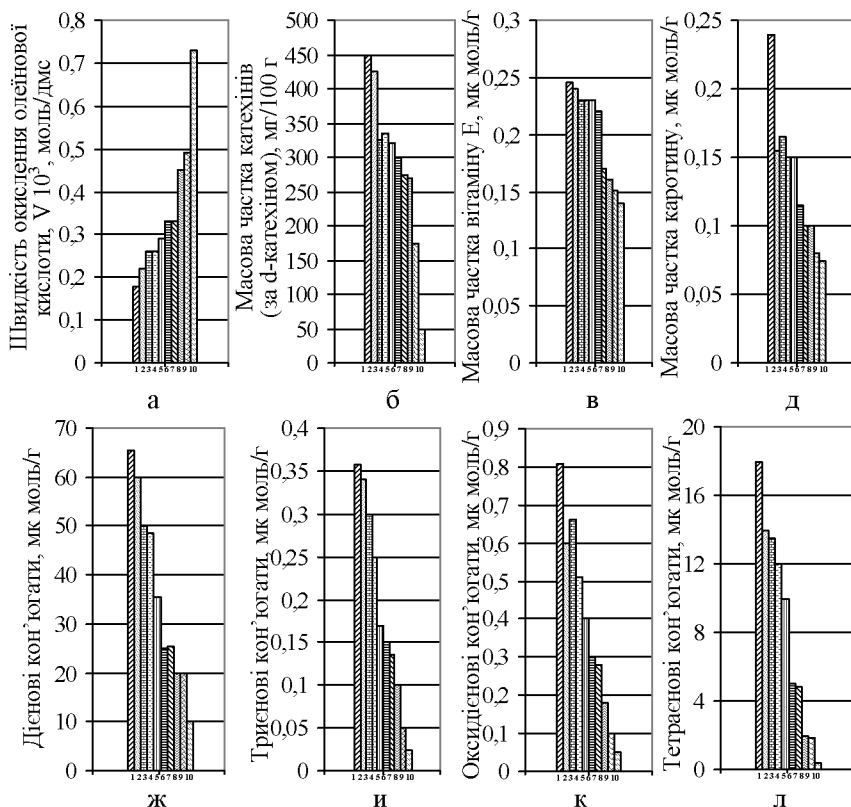 Швидкість окислення олеїнової
кислоти, V 10³, моль/дмс
0,8
0,7
0,6
0,5
0,4
0,3
0,2
0,1
0
1 2 3 4 5 6 7 8 9 10
а
Масова частка катехінів
(за d-катехіном), мг/100 г
500
450
400
350
300
250
200
150
100
50
0
1 2 3 4 5 6 7 8 9 10
б
Масова частка вітаміну Е, мк моль/г
0,3
0,25
0,2
0,15
0,1
0,05
0
1 2 3 4 5 6 7 8 9 10
в
Масова частка каротину, мк моль/г
0,25
0,2
0,15
0,1
0,05
0
1 2 3 4 5 6 7 8 9 10
д
Дієнові кон’югати, мк моль/г
70
60
50
40
30
20
10
0
1 2 3 4 5 6 7 8 9 10
ж
Триєнові кон’югати, мк моль/г
0,4
0,35
0,3
0,25
0,2
0,15
0,1
0,05
0
1 2 3 4 5 6 7 8 9 10
и
Оксидієнові кон’югати, мк моль/г
0,9
0,8
0,7
0,6
0,5
0,4
0,3
0,2
0,1
0
1 2 3 4 5 6 7 8 9 10
к
Тетраєнові кон’югати, мк моль/г
20
16
12
8
4
0
1 2 3 4 5 6 7 8 9 10
л